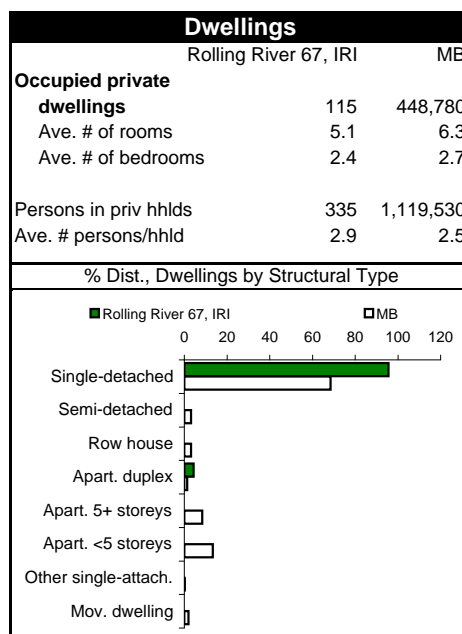 Dwellings
Rolling River 67, IRI MB
Occupied private
dwellings 115 448,780
Ave. # of rooms 5.1 6.3
Ave. # of bedrooms 2.4 2.7
Persons in priv hhlds 335 1,119,530
Ave. # persons/hhld 2.9 2.5
% Dist., Dwellings by Structural Type
Rolling River 67, IRI MB
0 20 40 60 80 100 120
Single-detached
Semi-detached
Row house
Apart. duplex
Apart. 5+ storeys
Apart. <5 storeys
Other single-attach.
Mov. dwelling